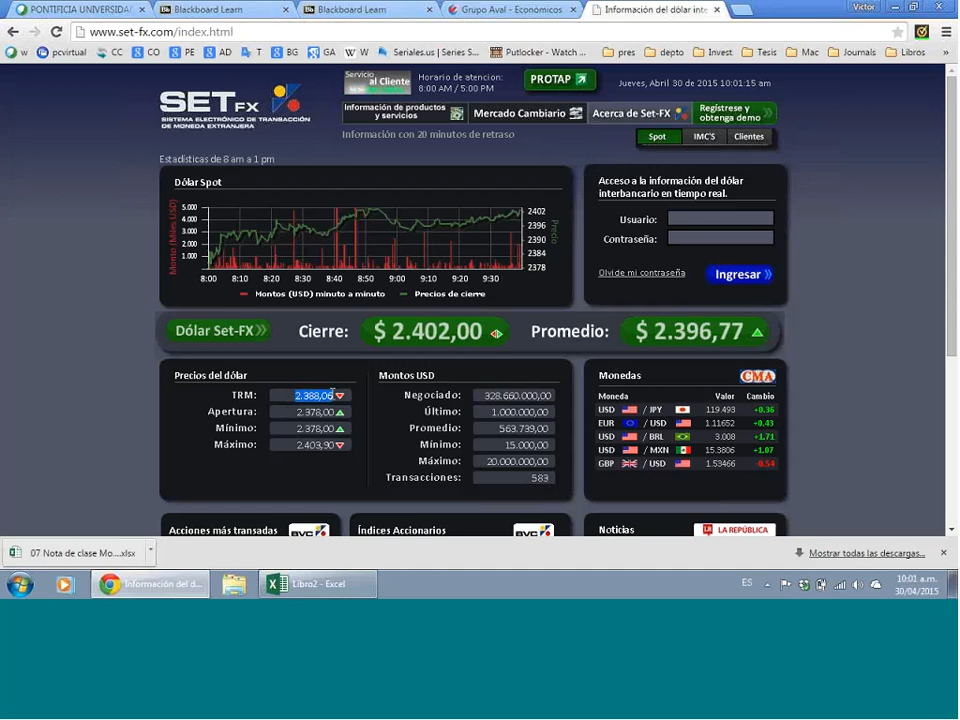 PONTIFICIA UNIVERSIDA
Blackboard Learn
Blackboard Learn
Grupo Aval - Económicos
Información del dólar inte
Victor
www.set-fx.com/index.html
w
pcvirtual
CC
CO
PE
AD
T
BG
GA
W
Seriales.us | Series S...
Putlocker - Watch ...
pres
depto
Invest
Tesis
Mac
Journals
Libros
SET FX
SISTEMA ELECTRÓNICO DE TRANSACCIÓN
DE MONEDA EXTRANJERA
Servicio
al Cliente
Horario de atencion:
8:00 AM / 5:00 PM
PROTAP
Jueves, Abril 30 de 2015 10:01:15 am
Información de productos
y servicios
Mercado Cambiario
Acerca de Set-FX
Regístrese y
obtenga demo
Información con 20 minutos de retraso
Spot
IMC'S
Clientes
Estadísticas de 8 am a 1 pm
Dólar Spot
Monto (Miles USD)
5.000
4.000
3.000
2.000
1.000
2402
2396
2390
2384
2378
Precio
8:00 8:10 8:20 8:30 8:40 8:50 9:00 9:10 9:20 9:30
Montos (USD) minuto a minuto
Precios de cierre
Acceso a la información del dólar
interbancario en tiempo real.
Usuario:
Contraseña:
Olvide mi contraseña
Ingresar
Dólar Set-FX
Cierre:
$ 2.402,00
Promedio:
$ 2.396,77
Precios del dólar
TRM: 2.388,06
Apertura: 2.378,00
Mínimo: 2.378,00
Máximo: 2.403,90
Montos USD
Negociado: 328.660.000,00
Último: 1.000.000,00
Promedio: 563.739,00
Mínimo: 15.000,00
Máximo: 20.000.000,00
Transacciones: 583
Monedas
CMA
Moneda Valor Cambio
USD / JPY 119.493 +0.36
EUR / USD 1.11652 +0.43
USD / BRL 3.008 +1.71
USD / MXN 15.3806 +1.07
GBP / USD 1.53466 -0.54
Acciones más transadas
BVC
Índices Accionarios
BVC
Noticias
LR LA REPÚBLICA
07 Nota de clase Mo....xlsx
Mostrar todas las descargas...
Información del d...
Libro2 - Excel
ES
10:01 a.m.
30/04/2015